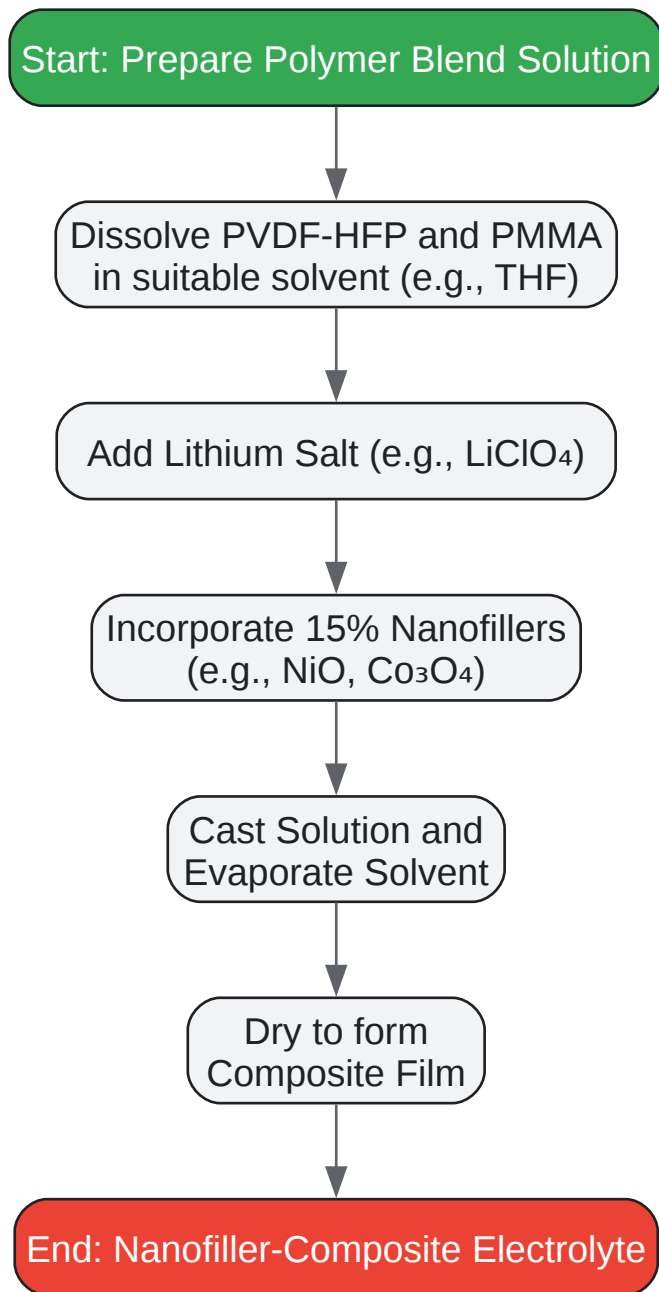 Start: Prepare Polymer Blend Solution
Dissolve PVDF-HFP and PMMA
in suitable solvent (e.g., THF)
Add Lithium Salt (e.g., LiClO₄)
Incorporate 15% Nanofillers
(e.g., NiO, Co₃O₄)
Cast Solution and
Evaporate Solvent
Dry to form
Composite Film
End: Nanofiller-Composite Electrolyte